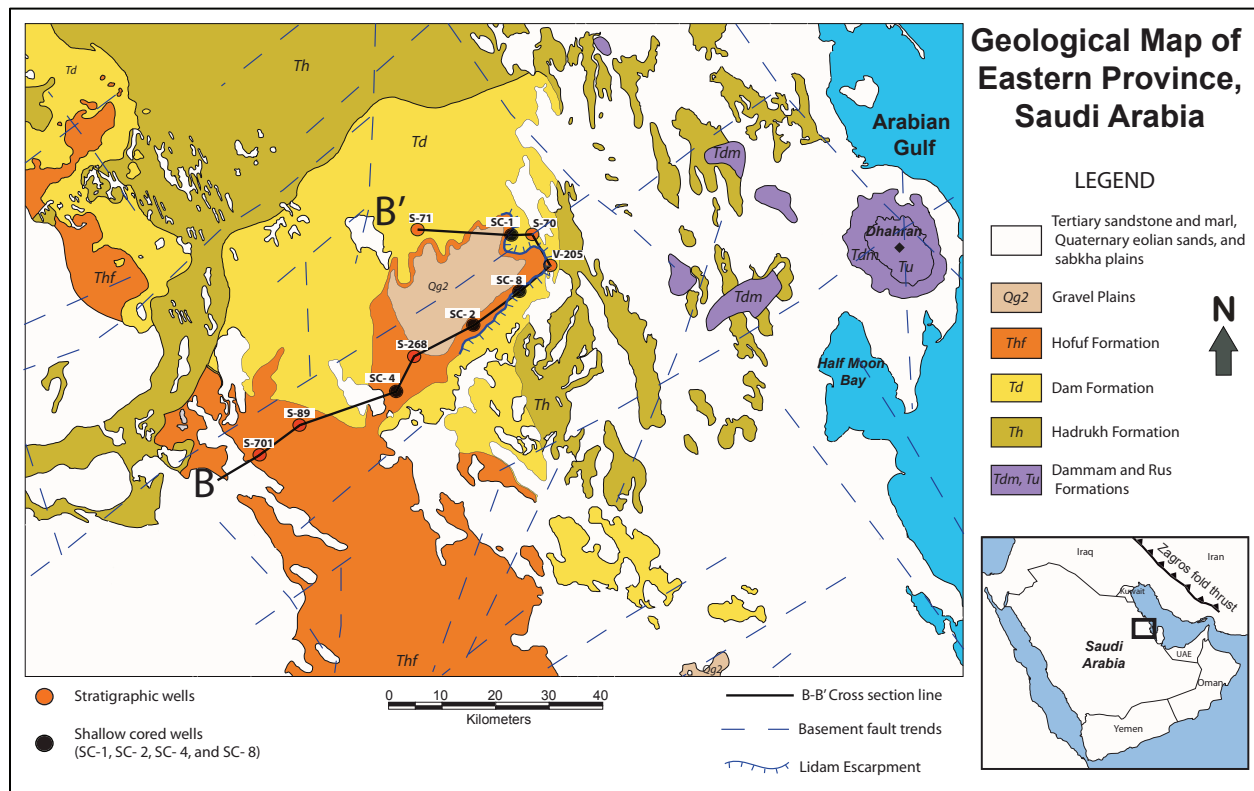 Geological Map of
Eastern Province,
Saudi Arabia
LEGEND
Tertiary sandstone and marl,
Quaternary eolian sands, and
sabkha plains
Qg2 Gravel Plains
Thf Hofuf Formation
Td Dam Formation
Th Hadrukh Formation
Tdm, Tu Dammam and Rus
Formations
N
Td
Th
Td
Thf
B'
S-71
SC-1
S-70
V-205
SC- 8
Qg2
SC- 2
S-268
SC- 4
S-89
S-701
B
Th
Thf
Qg2
Tdm
Tdm
Arabian
Gulf
Dhahran
Tdm
Tu
Half Moon
Bay
Stratigraphic wells
Shallow cored wells
(SC-1, SC- 2, SC- 4, and SC- 8)
0 10 20 30 40
Kilometers
B-B' Cross section line
Basement fault trends
Lidam Escarpment
Iraq
Iran
Zagros fold thrust
Kuwait
Saudi
Arabia
UAE
Oman
Yemen